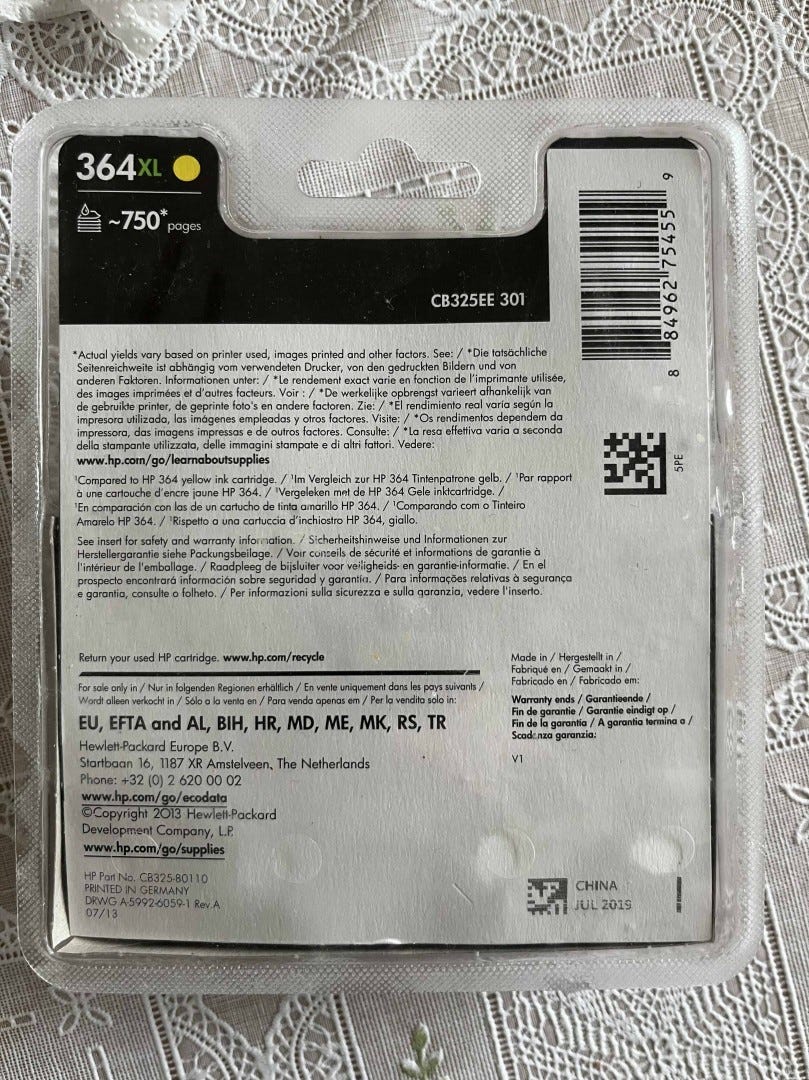 364XL
~750* pages
CB325EE 301
8 84962 75455 9
J
5PE
*Actual yields vary based on printer used, images printed and other factors. See: / *Die tatsächliche
Seitenreichweite ist abhängig vom verwendeten Drucker, von den gedruckten Bildern und von
anderen Faktoren. Informationen unter: / *Le rendement exact varie en fonction de l'imprimante utilisée,
des images imprimées et d'autres facteurs. Voir : / *De werkelijke opbrengst varieert afhankelijk van
de gebruikte printer, de geprinte foto's en andere factoren. Zie: / *El rendimiento real varía según la
impresora utilizada, las imágenes empleadas y otros factores. Visite: / *Os rendimentos dependem da
impressora, das imagens impressas e de outros factores. Consulte: / *La resa effettiva varia a seconda
della stampante utilizzata, delle immagini stampate e di altri fattori. Vedere:
www.hp.com/go/learnaboutsupplies
¹Compared to HP 364 yellow ink cartridge. / ¹Im Vergleich zur HP 364 Tintenpatrone gelb. / ¹Par rapport
à une cartouche d'encre jaune HP 364. / ¹Vergeleken met de HP 364 Gele inktcartridge. /
¹En comparación con las de un cartucho de tinta amarillo HP 364. / ¹Comparando com o Tinteiro
Amarelo HP 364. / ¹Rispetto a una cartuccia d'inchiostro HP 364, giallo.
See insert for safety and warranty information. / Sicherheitshinweise und Informationen zur
Herstellergarantie siehe Packungsbeilage. / Voir conseils de sécurité et informations de garantie à
l'intérieur de l'emballage. / Raadpleeg de bijsluiter voor veiligheids- en garantie-informatie. / En el
prospecto encontrará información sobre seguridad y garantía. / Para informações relativas à segurança
e garantia, consulte o folheto. / Per informazioni sulla sicurezza e sulla garanzia, vedere l'inserto.
Return your used HP cartridge. www.hp.com/recycle
For sale only in / Nur in folgenden Regionen erhältlich / En vente uniquement dans les pays suivants /
Wordt alleen verkocht in / Sólo a la venta en / Para venda apenas em / Per la vendita solo in:
EU, EFTA and AL, BIH, HR, MD, ME, MK, RS, TR
Hewlett-Packard Europe B.V.
Startbaan 16, 1187 XR Amstelveen, The Netherlands
Phone: +32 (0) 2 620 00 02
www.hp.com/go/ecodata
©Copyright 2013 Hewlett-Packard
Development Company, L.P.
www.hp.com/go/supplies
HP Part No. CB325-80110
PRINTED IN GERMANY
DRWG A-5992-6059-1 Rev.A
07/13
Made in / Hergestellt in /
Fabriqué en / Gemaakt in /
Fabricado en / Fabricado em:
Warranty ends / Garantieende /
Fin de garantie / Garantie eindigt op /
Fin de la garantía / A garantia termina a /
Scadenza garanzia:
V1
CHINA
JUL 2019